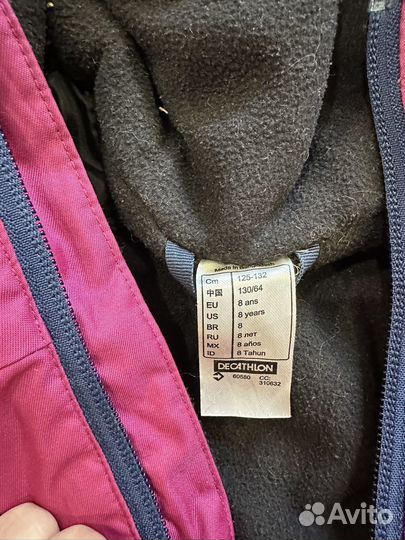 Made in
Cm 125-132
中国 130/64
EU 8 ans
US 8 years
BR 8
RU 8 лет
MX 8 años
ID 8 Tahun
DECATHLON
60580 CC:
310632
Avito